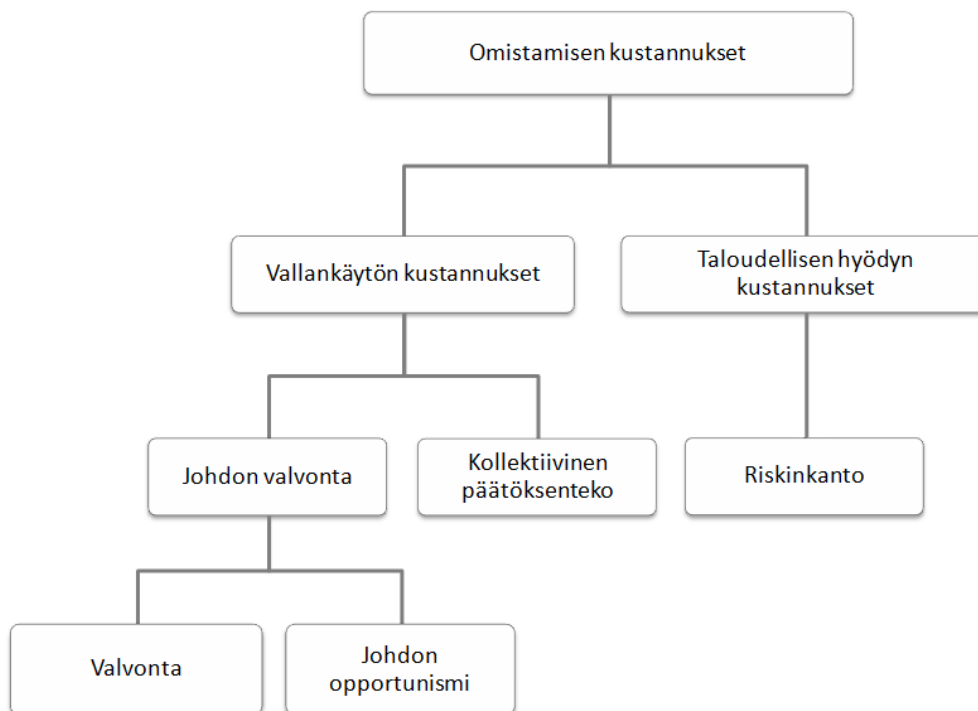 Omistamisen kustannukset
Vallankäytön kustannukset
Taloudellisen hyödyn
kustannukset
Johdon valvonta
Kollektiivinen
päätöksenteko
Riskinkanto
Valvonta
Johdon
opportunismi